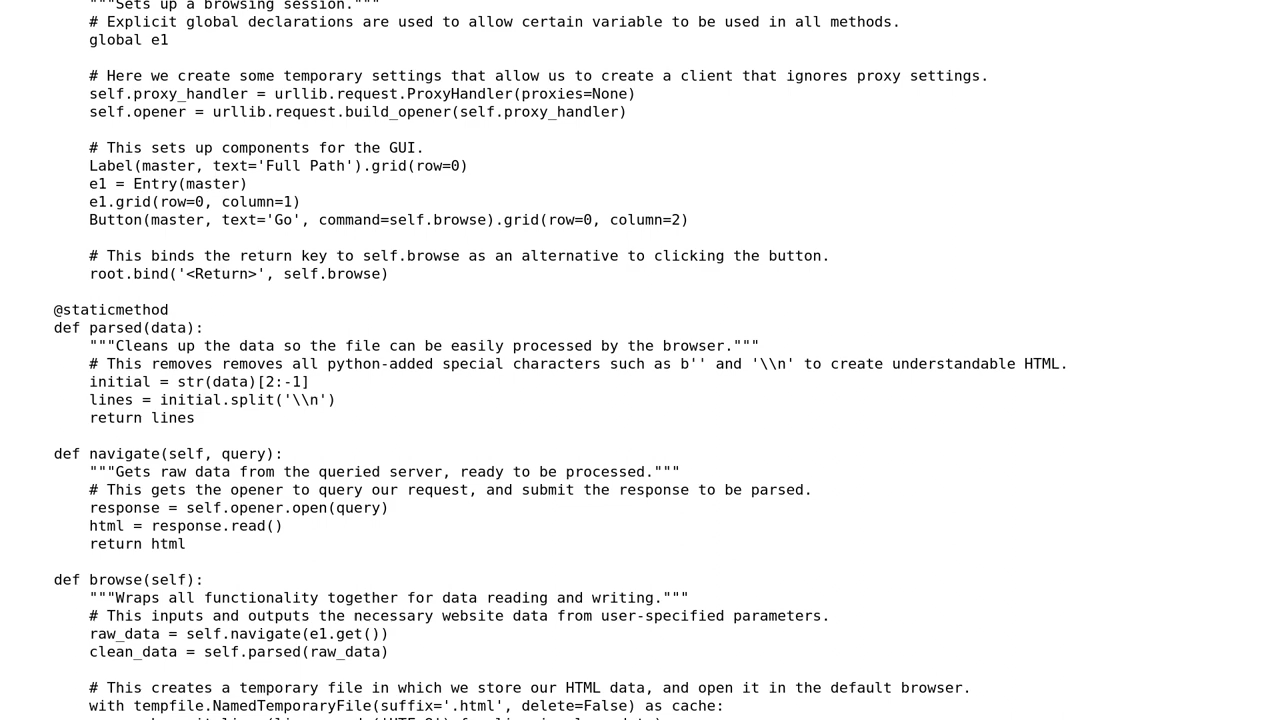 """Sets up a browsing session."""
# Explicit global declarations are used to allow certain variable to be used in all methods.
global e1
# Here we create some temporary settings that allow us to create a client that ignores proxy settings.
self.proxy_handler = urllib.request.ProxyHandler(proxies=None)
self.opener = urllib.request.build_opener(self.proxy_handler)
# This sets up components for the GUI.
Label(master, text='Full Path').grid(row=0)
e1 = Entry(master)
e1.grid(row=0, column=1)
Button(master, text='Go', command=self.browse).grid(row=0, column=2)
# This binds the return key to self.browse as an alternative to clicking the button.
root.bind('<Return>', self.browse)
@staticmethod
def parsed(data):
"""Cleans up the data so the file can be easily processed by the browser."""
# This removes removes all python-added special characters such as b'' and '\\n' to create understandable HTML.
initial = str(data)[2:-1]
lines = initial.split('\\n')
return lines
def navigate(self, query):
"""Gets raw data from the queried server, ready to be processed."""
# This gets the opener to query our request, and submit the response to be parsed.
response = self.opener.open(query)
html = response.read()
return html
def browse(self):
"""Wraps all functionality together for data reading and writing."""
# This inputs and outputs the necessary website data from user-specified parameters.
raw_data = self.navigate(e1.get())
clean_data = self.parsed(raw_data)
# This creates a temporary file in which we store our HTML data, and open it in the default browser.
with tempfile.NamedTemporaryFile(suffix='.html', delete=False) as cache: